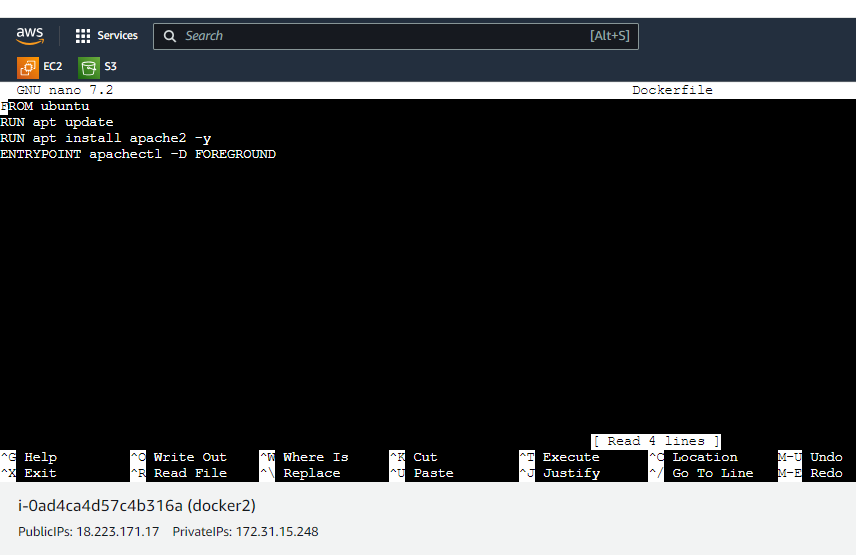 aws Services Search [Alt+S]
EC2 S3
GNU nano 7.2 Dockerfile
FROM ubuntu
RUN apt update
RUN apt install apache2 -y
ENTRYPOINT apachectl -D FOREGROUND
[ Read 4 lines ]
^G Help ^O Write Out ^W Where Is ^K Cut ^T Execute ^C Location M-U Undo
^X Exit ^R Read File ^\ Replace ^U Paste ^J Justify ^/ Go To Line M-E Redo
i-0ad4ca4d57c4b316a (docker2)
PublicIPs: 18.223.171.17 PrivateIPs: 172.31.15.248